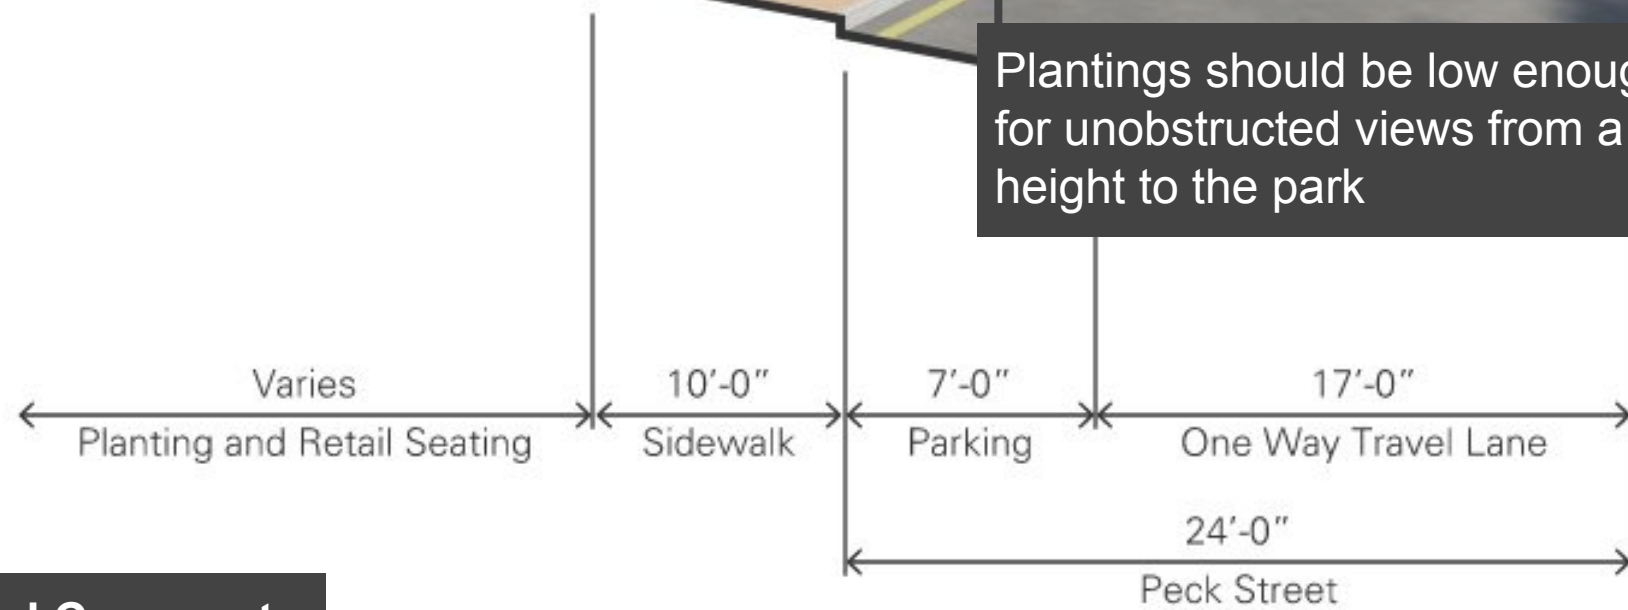 Plantings should be low
for unobstructed views from a
height to the park
Varies
10'-0"
7'-0"
17'-0"
Planting and Retail Seating
Sidewalk
Parking
One Way Travel Lane
24'-0"
Peck Street